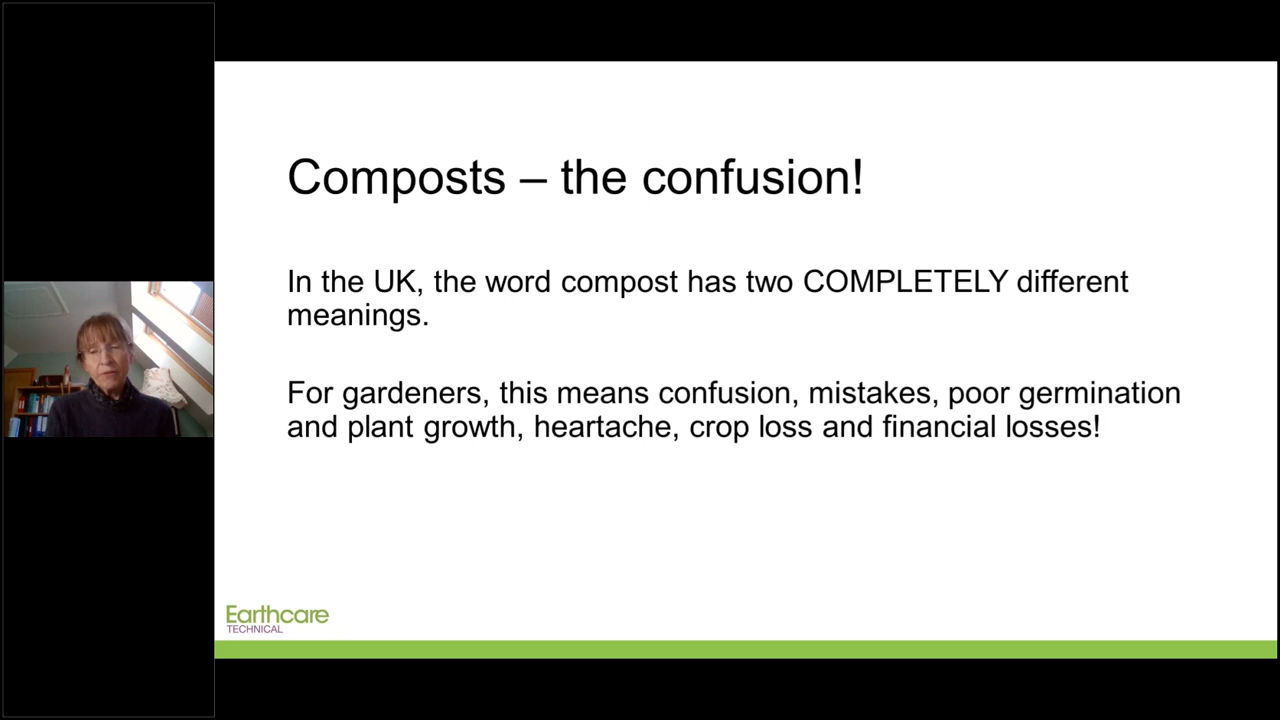 Composts – the confusion!
In the UK, the word compost has two COMPLETELY different
meanings.
For gardeners, this means confusion, mistakes, poor germination
and plant growth, heartache, crop loss and financial losses!
Earthcare
TECHNICAL